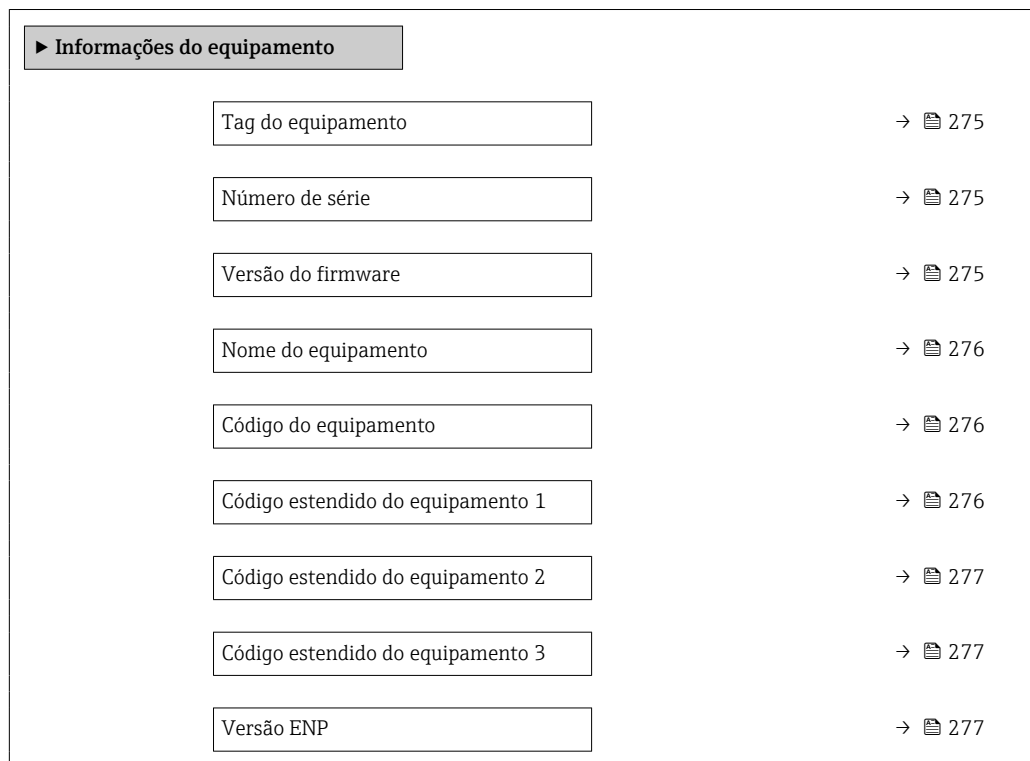 ▶ Informações do equipamento
Tag do equipamento → 275
Número de série → 275
Versão do firmware → 275
Nome do equipamento → 276
Código do equipamento → 276
Código estendido do equipamento 1 → 276
Código estendido do equipamento 2 → 277
Código estendido do equipamento 3 → 277
Versão ENP → 277